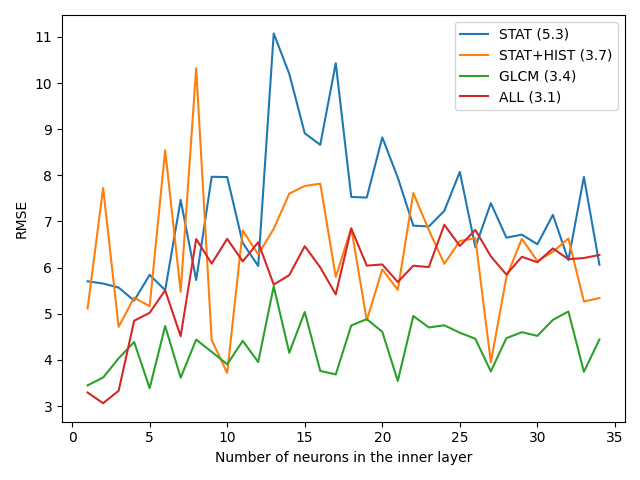 STAT (5.3)
STAT+HIST (3.7)
GLCM (3.4)
ALL (3.1)
RMSE
11
10
9
8
7
6
5
4
3
0 5 10 15 20 25 30 35
Number of neurons in the inner layer